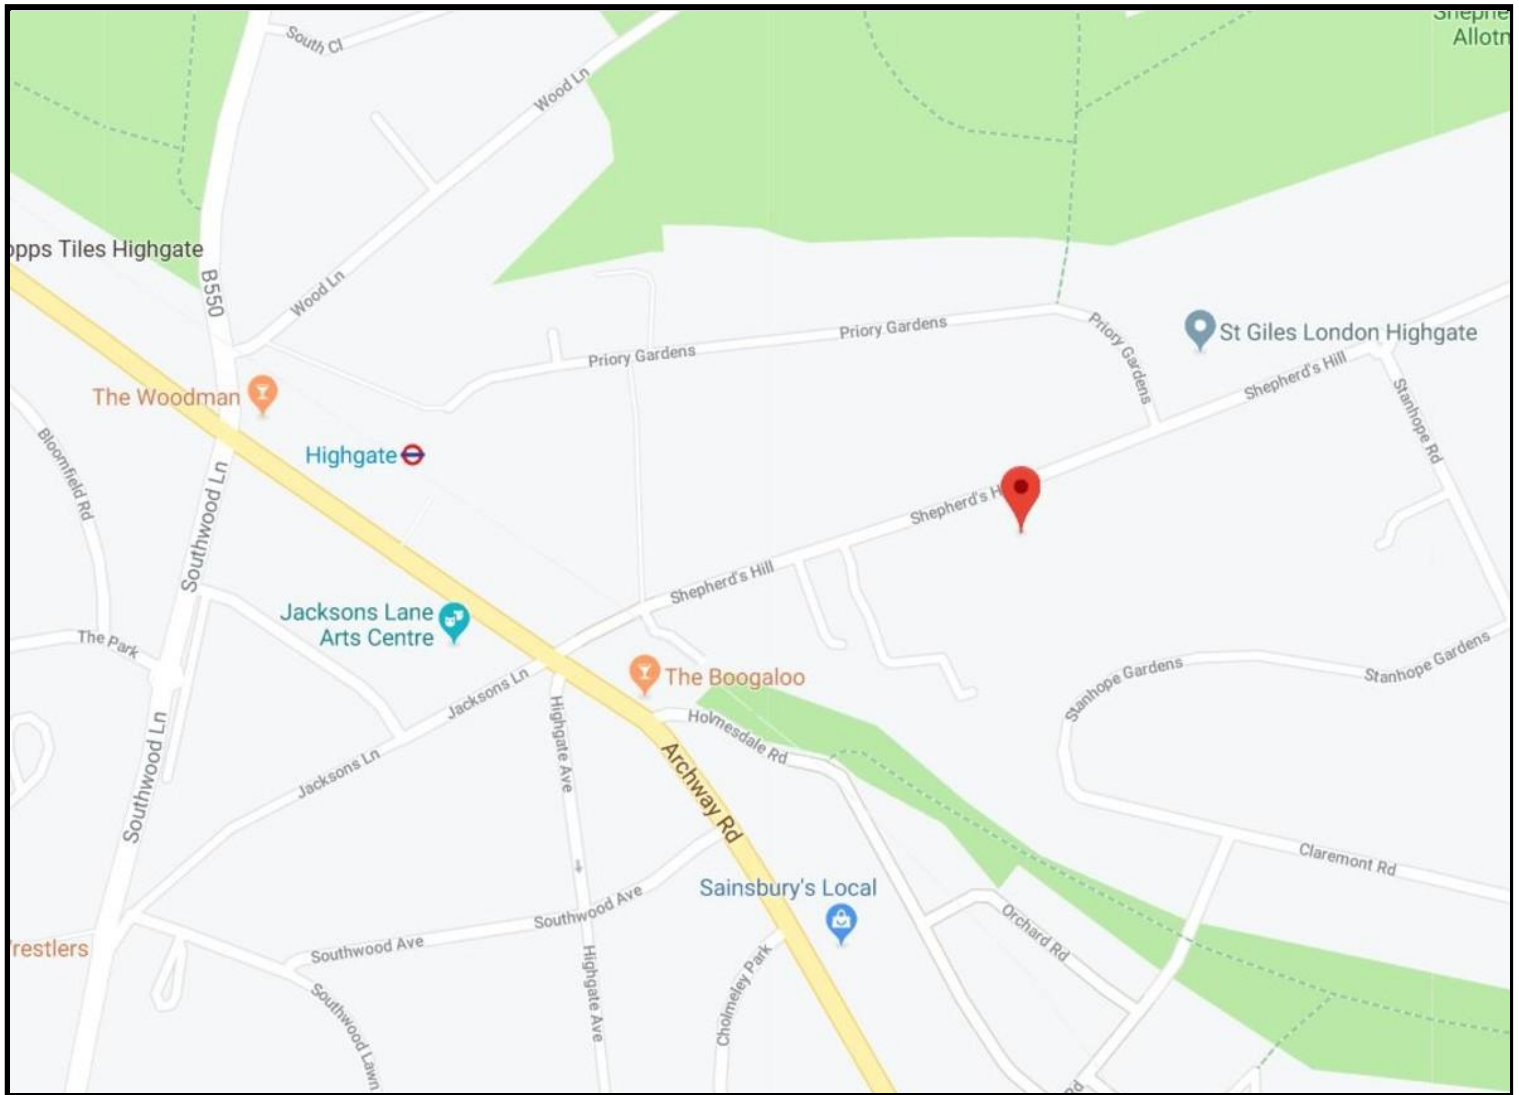 Shephe
Allotn
South Cl
Wood Ln
opps Tiles Highgate
B550
Wood Ln
Priory Gardens
Priory Gardens
Priory Gardens
St Giles London Highgate
Shepherd's Hill
Stanhope Rd
The Woodman
Highgate
Bloomfield Rd
Southwood Ln
Shepherd's H
Shepherd's Hill
Jacksons Lane
Arts Centre
The Park
The Boogaloo
Jacksons Ln
Highgate Ave
Holmesdale Rd
Stanhope Gardens
Stanhope Gardens
Jacksons Ln
Southwood Ln
Archway Rd
Claremont Rd
Sainsbury's Local
Southwood Ave
Southwood Ave
Orchard Rd
restlers
Highgate Ave
Cholmeley Park
Southwood Lawn
Rd